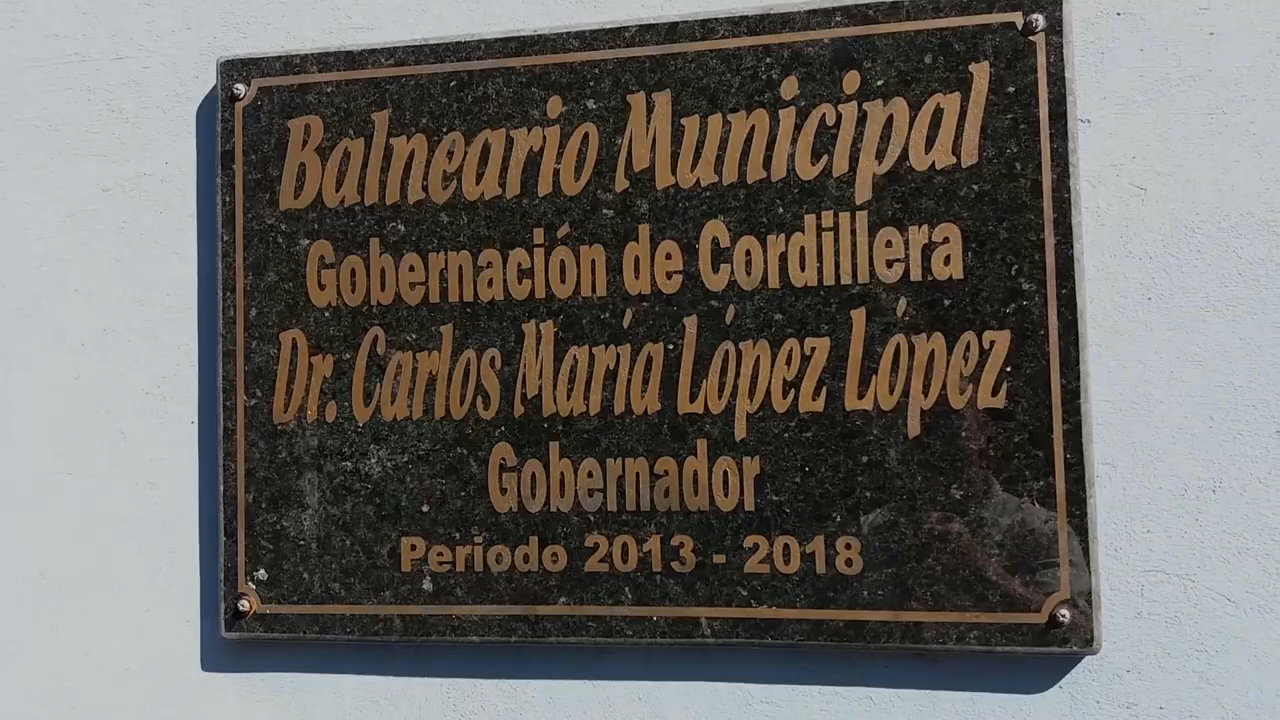 Balneario Municipal
Gobernación de Cordillera
Dr. Carlos María López López
Gobernador
Periodo 2013 - 2018